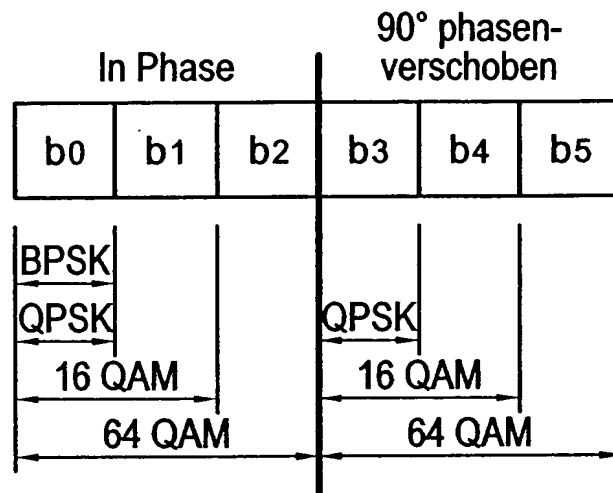 In Phase
90° phasen-
verschoben
b0 b1 b2 b3 b4 b5
BPSK
QPSK QPSK
16 QAM 16 QAM
64 QAM 64 QAM